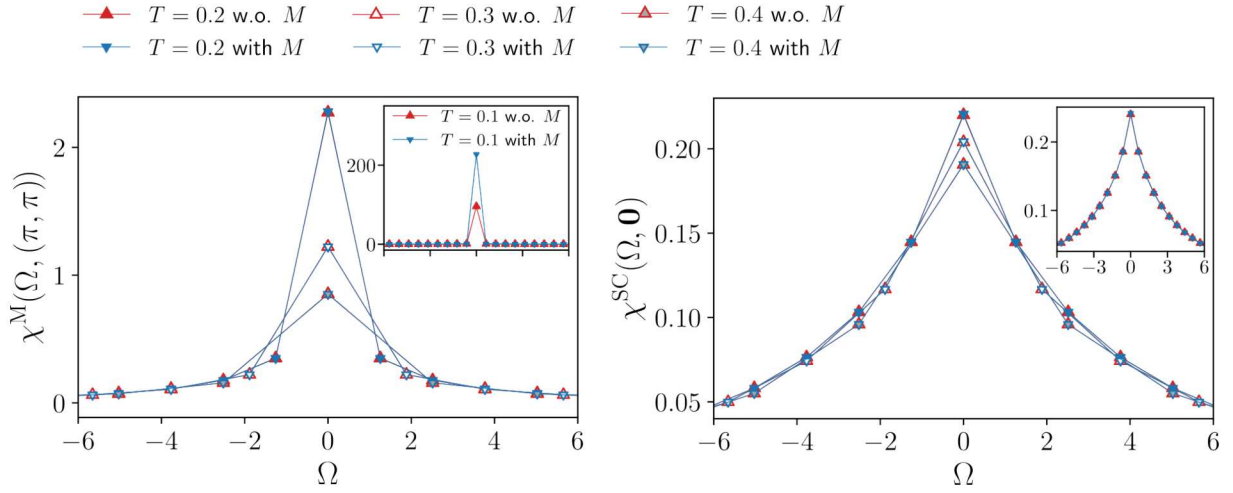 T = 0.2 w.o. M T = 0.3 w.o. M T = 0.4 w.o. M
T = 0.2 with M T = 0.3 with M T = 0.4 with M
χ^M(Ω, (π, π))
2
1
0
−6 −4 −2 0 2 4 6
Ω
T = 0.1 w.o. M
T = 0.1 with M
200
0
χ^SC(Ω, 𝟎)
0.20
0.15
0.10
0.05
−6 −4 −2 0 2 4 6
Ω
0.2
0.1
−6 −3 0 3 6